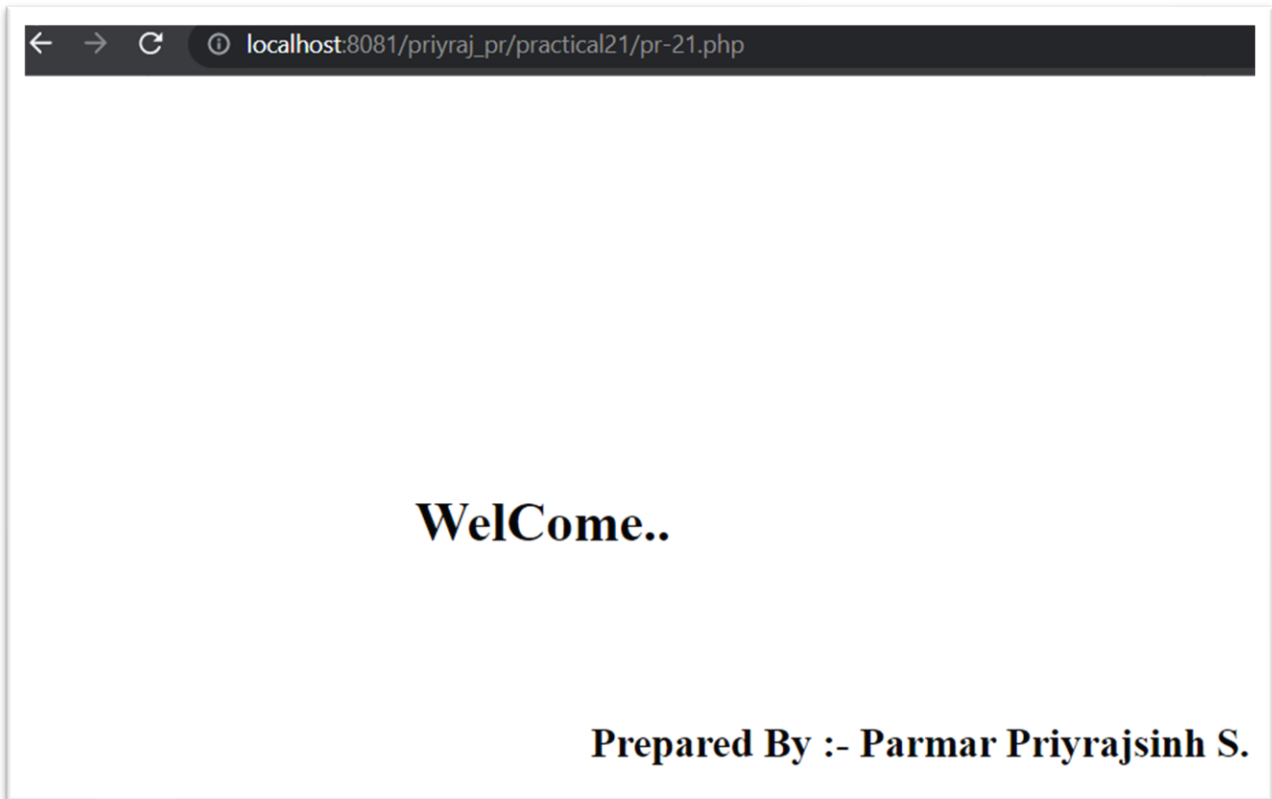 localhost:8081/priyraj_pr/practical21/pr-21.php
WelCome..
Prepared By :- Parmar Priyrajsinh S.